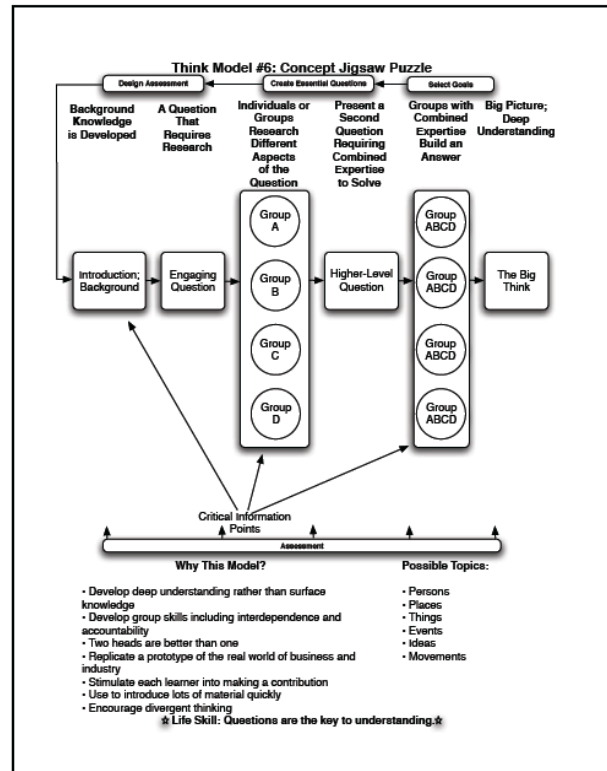 Think Model #6: Concept Jigsaw Puzzle
Design Assessment
Create Essential Questions
Select Goals
Background
Knowledge
is Developed
A Question
That
Requires
Research
Individuals or
Groups
Research
Different
Aspects
of the
Question
Present a
Second
Question
Requiring
Combined
Expertise
to Solve
Groups with
Combined
Expertise
Build an
Answer
Big Picture;
Deep
Understanding
Introduction;
Background
Engaging
Question
Group
A
Group
B
Group
C
Group
D
Higher-Level
Question
Group
ABCD
Group
ABCD
Group
ABCD
Group
ABCD
The Big
Think
Critical Information
Points
Assessment
Why This Model?
• Develop deep understanding rather than surface
knowledge
• Develop group skills including interdependence and
accountability
• Two heads are better than one
• Replicate a prototype of the real world of business and
industry
• Stimulate each learner into making a contribution
• Use to introduce lots of material quickly
• Encourage divergent thinking
Possible Topics:
• Persons
• Places
• Things
• Events
• Ideas
• Movements
☆ Life Skill: Questions are the key to understanding.☆